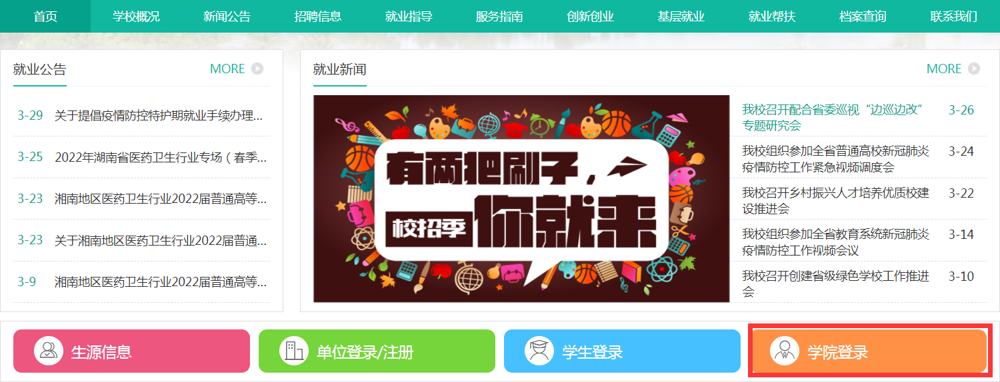 首页 学校概况 新闻公告 招聘信息 就业指导 服务指南 创新创业 基层就业 就业帮扶 档案查询 联系我们
就业公告 MORE
3-29 关于提倡疫情防控特护期就业手续办理...
3-25 2022年湖南省医药卫生行业专场（春季...
3-23 湘南地区医药卫生行业2022届普通高等...
3-23 关于湘南地区医药卫生行业2022届普通...
3-9 湘南地区医药卫生行业2022届普通高等...
就业新闻 MORE
有两把刷子，
校招季 你就来
我校召开配合省委巡视“边巡边改” 3-26
专题研究会
我校组织参加全省普通高校新冠肺炎 3-24
疫情防控工作紧急视频调度会
我校召开乡村振兴人才培养优质校建 3-22
设推进会
我校组织参加全省教育系统新冠肺炎 3-14
疫情防控工作视频会议
我校召开创建省级绿色学校工作推进 3-10
会
生源信息 单位登录/注册 学生登录 学院登录